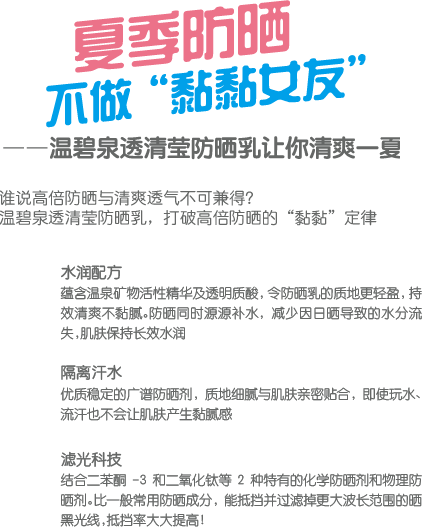 夏季防晒
不做“黏黏女友”
——温碧泉透清莹防晒乳让你清爽一夏
谁说高倍防晒与清爽透气不可兼得?
温碧泉透清莹防晒乳，打破高倍防晒的“黏黏”定律
水润配方
蕴含温泉矿物活性精华及透明质酸，令防晒乳的质地更轻盈，持
效清爽不黏腻。防晒同时源源补水，减少因日晒导致的水分流
失，肌肤保持长效水润
隔离汗水
优质稳定的广谱防晒剂，质地细腻与肌肤亲密贴合，即使玩水、
流汗也不会让肌肤产生黏腻感
滤光科技
结合二苯酮 -3 和二氧化钛等 2 种特有的化学防晒剂和物理防
晒剂。比一般常用防晒成分，能抵挡并过滤掉更大波长范围的晒
黑光线，抵挡率大大提高!